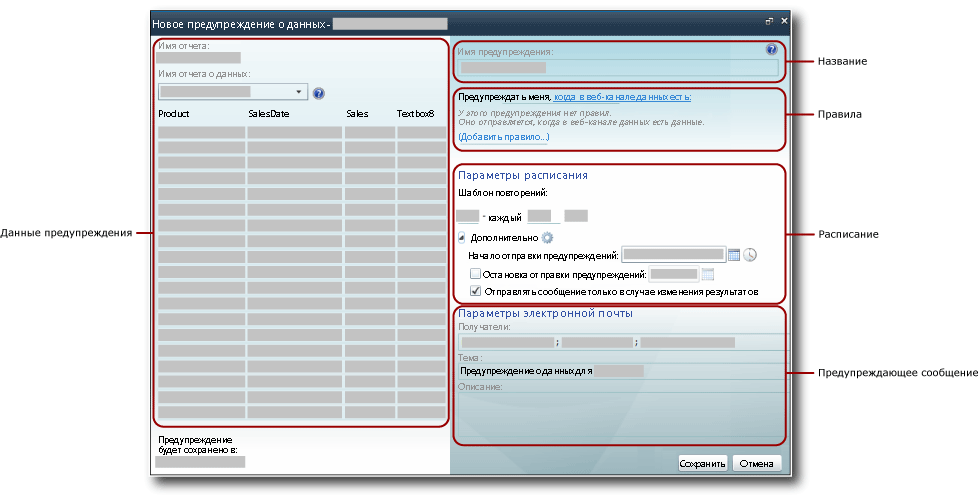 Новое предупреждение о данных-
Имя отчета:
Имя отчета о данных:
Product SalesDate Sales Textbox8
Предупреждение
будет сохранено в:
Имя предупреждения:
Предупреждать меня, когда в веб-канале данных есть:
У этого предупреждения нет правил.
Оно отправляется, когда в веб-канале данных есть данные.
(Добавить правило...)
Параметры расписания
Шаблон повторений:
* каждый
Дополнительно
Начало отправки предупреждений:
Остановка отправки предупреждений:
Отправлять сообщение только в случае изменения результатов
Параметры электронной почты
Получатели:
; ;
Тема:
Предупреждение о данных для
Описание:
Сохранить Отмена
Данные предупреждения
Название
Правила
Расписание
Предупреждающее сообщение